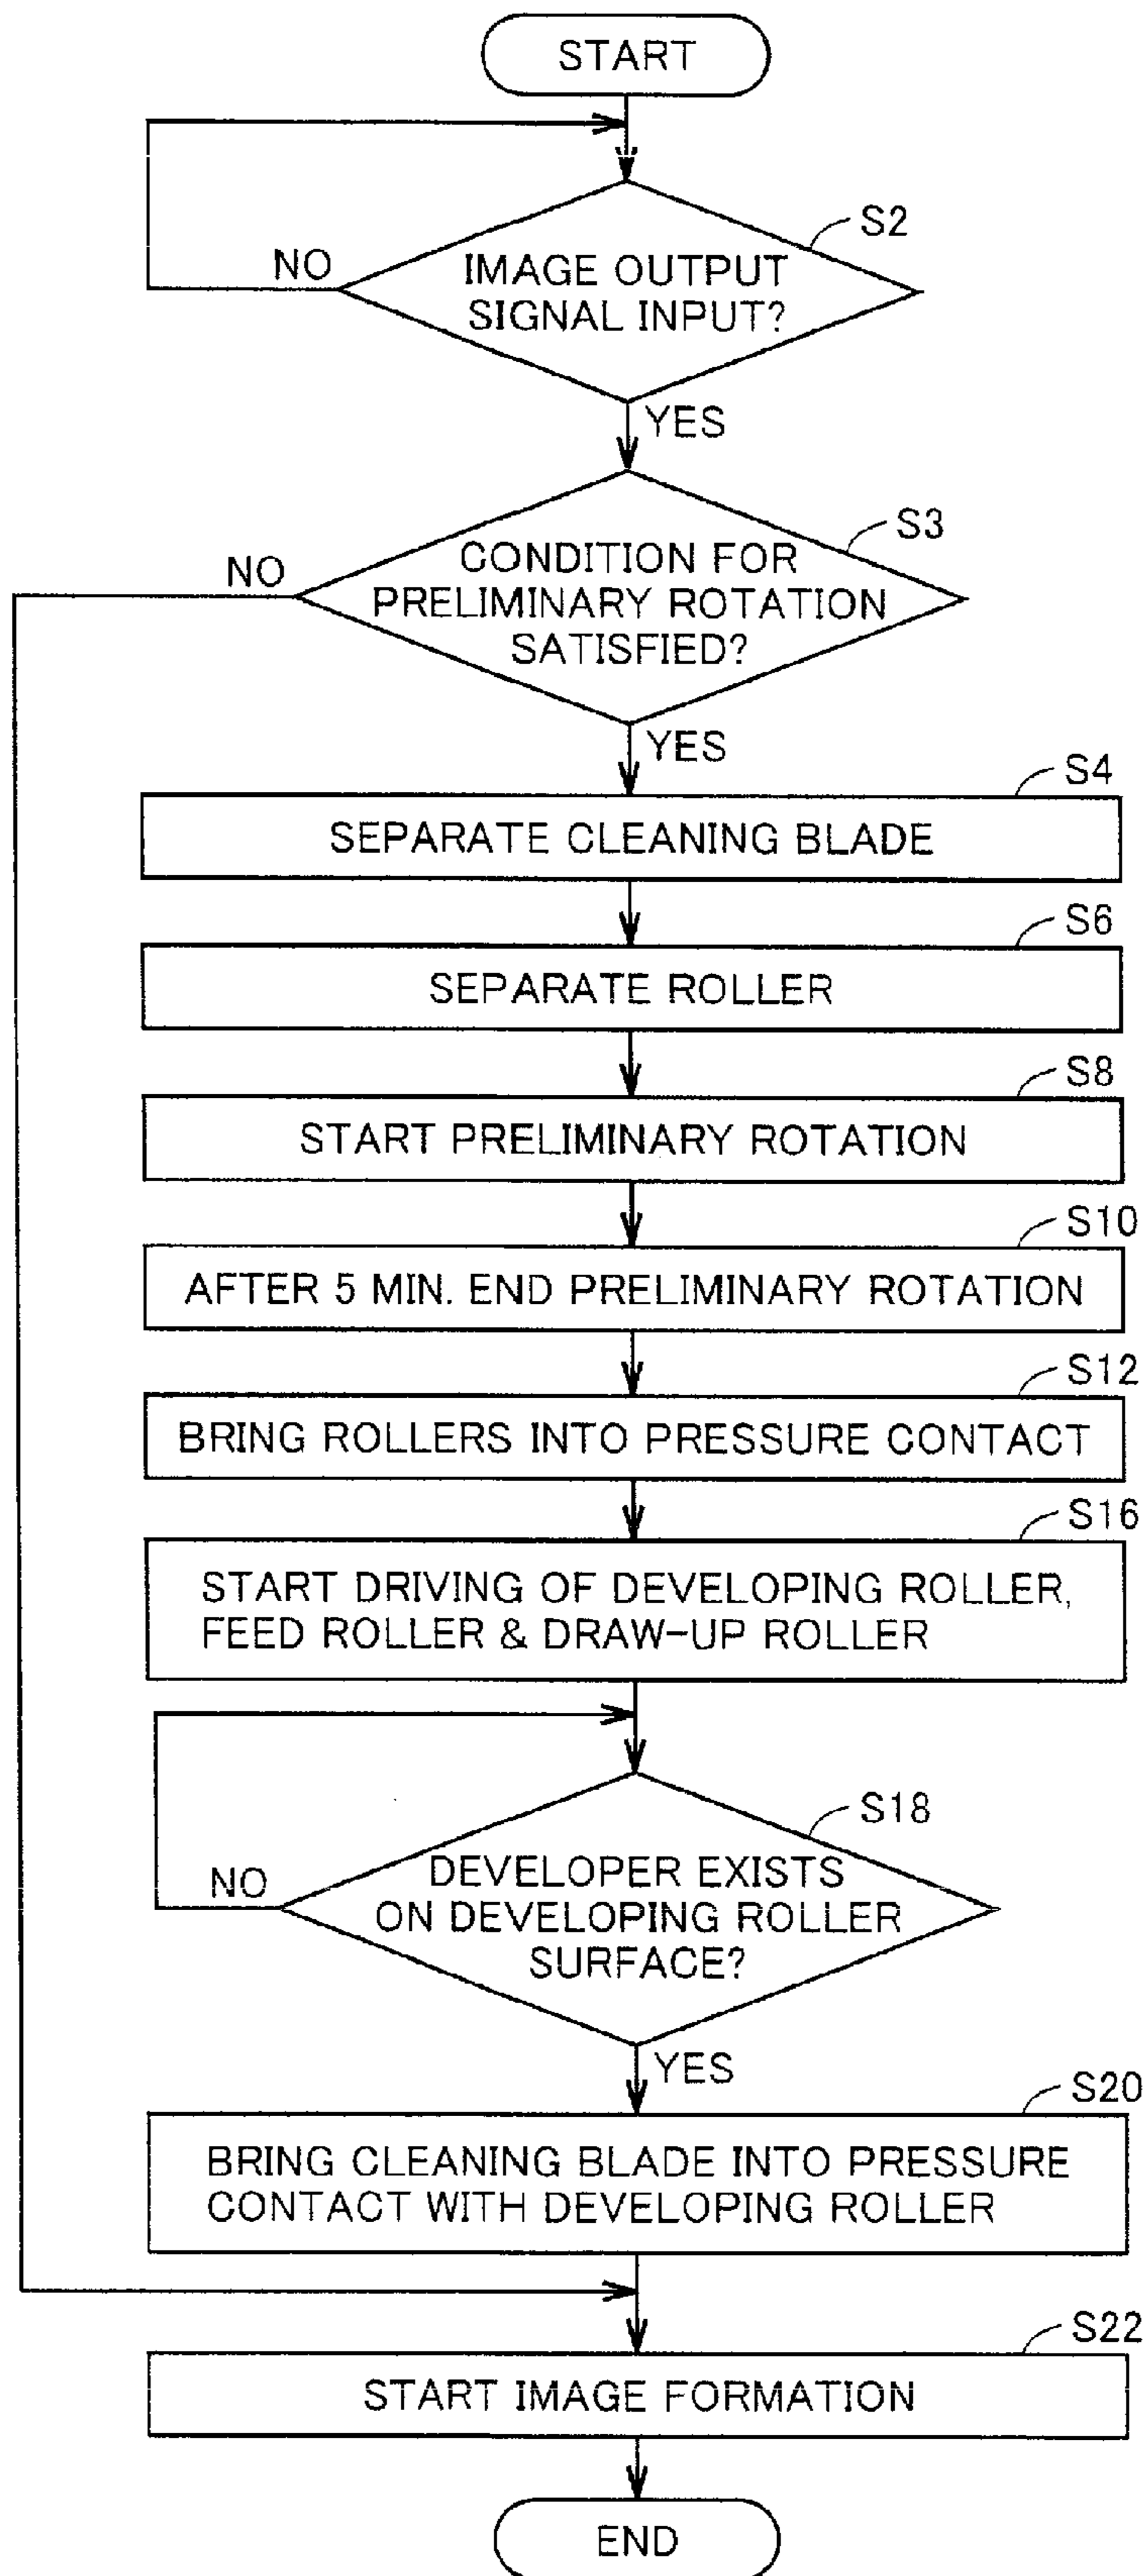 START
S2
NO
IMAGE OUTPUT
SIGNAL INPUT?
YES
S3
NO
CONDITION FOR
PRELIMINARY ROTATION
SATISFIED?
YES
S4
SEPARATE CLEANING BLADE
S6
SEPARATE ROLLER
S8
START PRELIMINARY ROTATION
S10
AFTER 5 MIN. END PRELIMINARY ROTATION
S12
BRING ROLLERS INTO PRESSURE CONTACT
S16
START DRIVING OF DEVELOPING ROLLER,
FEED ROLLER & DRAW-UP ROLLER
S18
NO
DEVELOPER EXISTS
ON DEVELOPING ROLLER
SURFACE?
YES
S20
BRING CLEANING BLADE INTO PRESSURE
CONTACT WITH DEVELOPING ROLLER
S22
START IMAGE FORMATION
END